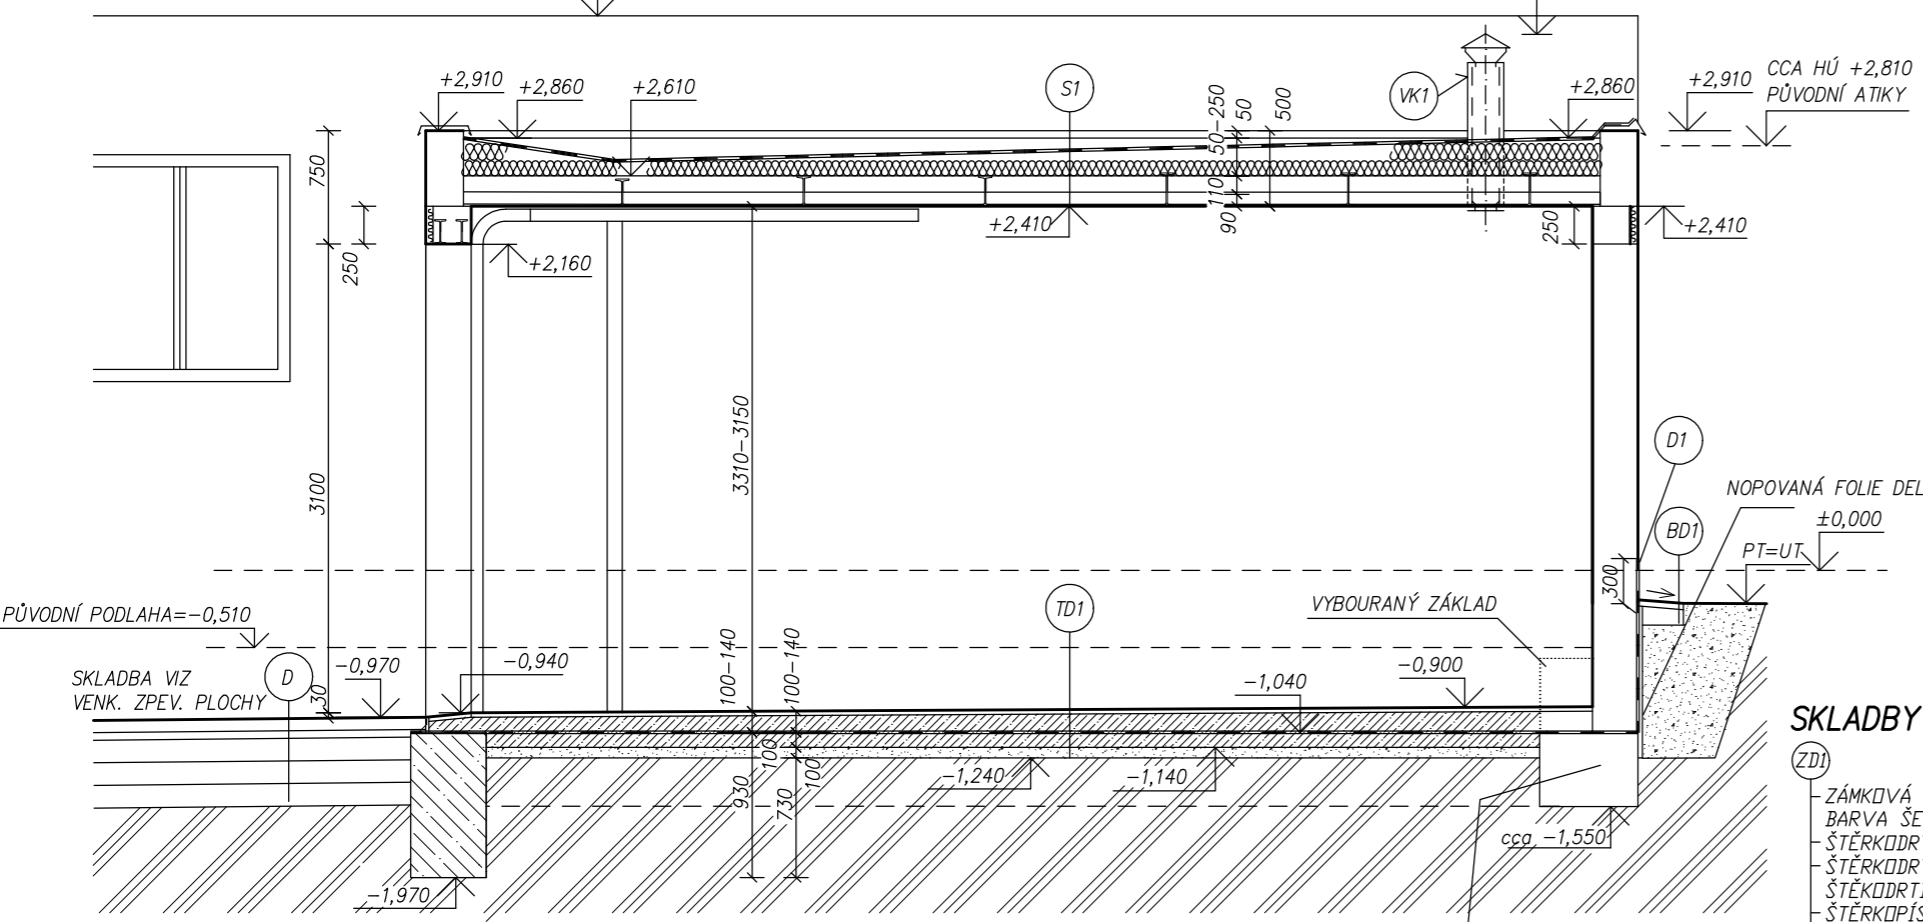 +2,910
+2,860
+2,610
S1
VK1
+2,860
+2,910
CCA HÚ +2,810
PŮVODNÍ ATIKY
50-250
50
500
110
90
750
250
+2,410
+2,160
250
+2,410
3100
3310-3150
D1
NOPOVANÁ FOLIE DEL
±0,000
BD1
PT=UT
300
PŮVODNÍ PODLAHA=-0,510
TD1
VYBOURANÝ ZÁKLAD
SKLADBA VIZ
VENK. ZPEV. PLOCHY
D
30
-0,970
-0,940
100-140
100-140
-1,040
-0,900
SKLADBY
ZD1
930
100
730
100
-1,240
-1,140
cca -1,550
-1,970
ZÁMKOVÁ
BARVA ŠE
ŠTĚRKODR
ŠTĚRKODR
ŠTĚKODRT
ŠTĚRKOPÍS